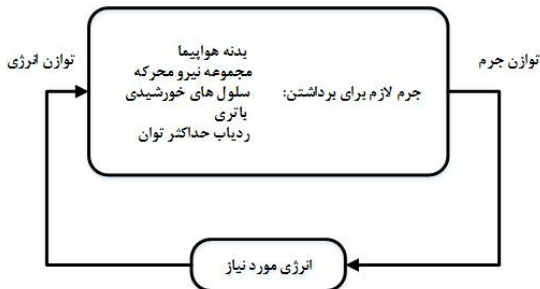 توازن جرم
توازن انرژی
جرم لازم برای برداشتن:
بدنه هواپیما
مجموعه نیرو محرکه
سلول های خورشیدی
باتری
ردیاب حداکثر توان
انرژی مورد نیاز